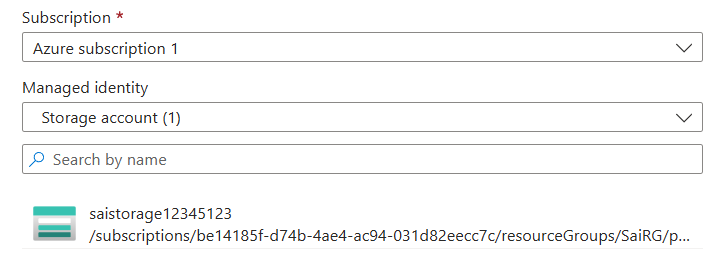 Subscription *
Azure subscription 1
Managed identity
Storage account (1)
Search by name
saistorage12345123
/subscriptions/be14185f-d74b-4ae4-ac94-031d82eecc7c/resourceGroups/SaiRG/p...